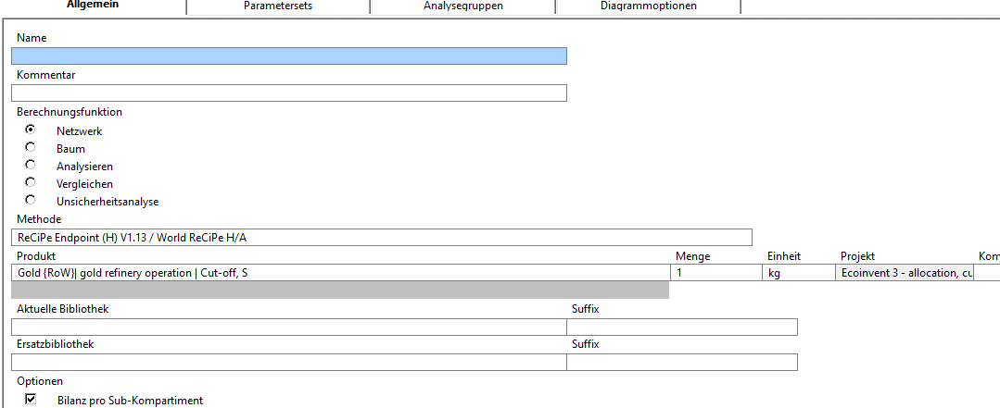 Allgemein Parametersets Analysegruppen Diagrammoptionen
Name
Kommentar
Berechnungsfunktion
Netzwerk
Baum
Analysieren
Vergleichen
Unsicherheitsanalyse
Methode
ReCiPe Endpoint (H) V1.13 / World ReCiPe H/A
Produkt Menge Einheit Projekt Kom
Gold {RoW}| gold refinery operation | Cut-off, S 1 kg Ecoinvent 3 - allocation, cu
Aktuelle Bibliothek Suffix
Ersatzbibliothek Suffix
Optionen
Bilanz pro Sub-Kompartiment